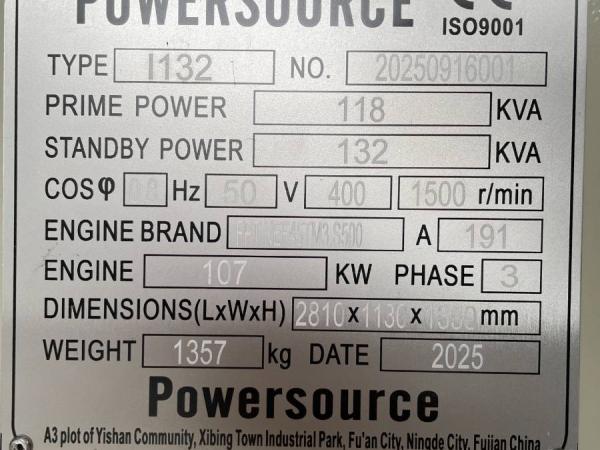 POWERSOURCE CE
ISO9001
TYPE I132 NO. 20250916001
PRIME POWER 118 KVA
STANDBY POWER 132 KVA
COSφ 0.8 Hz 50 V 400 1500 r/min
ENGINE BRAND A 191
ENGINE 107 KW PHASE 3
DIMENSIONS(LxWxH) 2810 x 1130 x mm
WEIGHT 1357 kg DATE 2025
Powersource
A3 plot of Yishan Community, Xibing Town Industrial Park, Fu'an City, Ningde City, Fujian China